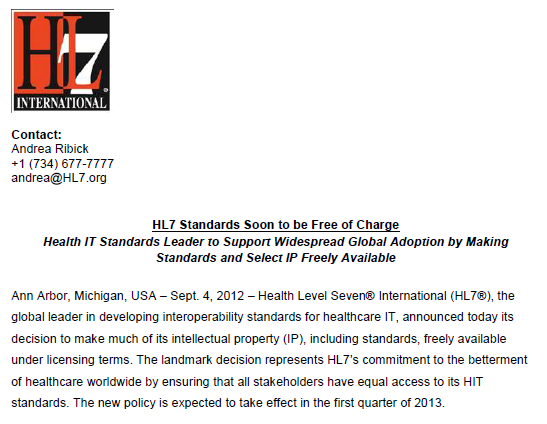 HL7
INTERNATIONAL®
Contact:
Andrea Ribick
+1 (734) 677-7777
andrea@HL7.org
HL7 Standards Soon to be Free of Charge
Health IT Standards Leader to Support Widespread Global Adoption by Making
Standards and Select IP Freely Available
Ann Arbor, Michigan, USA – Sept. 4, 2012 – Health Level Seven® International (HL7®), the
global leader in developing interoperability standards for healthcare IT, announced today its
decision to make much of its intellectual property (IP), including standards, freely available
under licensing terms. The landmark decision represents HL7's commitment to the betterment
of healthcare worldwide by ensuring that all stakeholders have equal access to its HIT
standards. The new policy is expected to take effect in the first quarter of 2013.